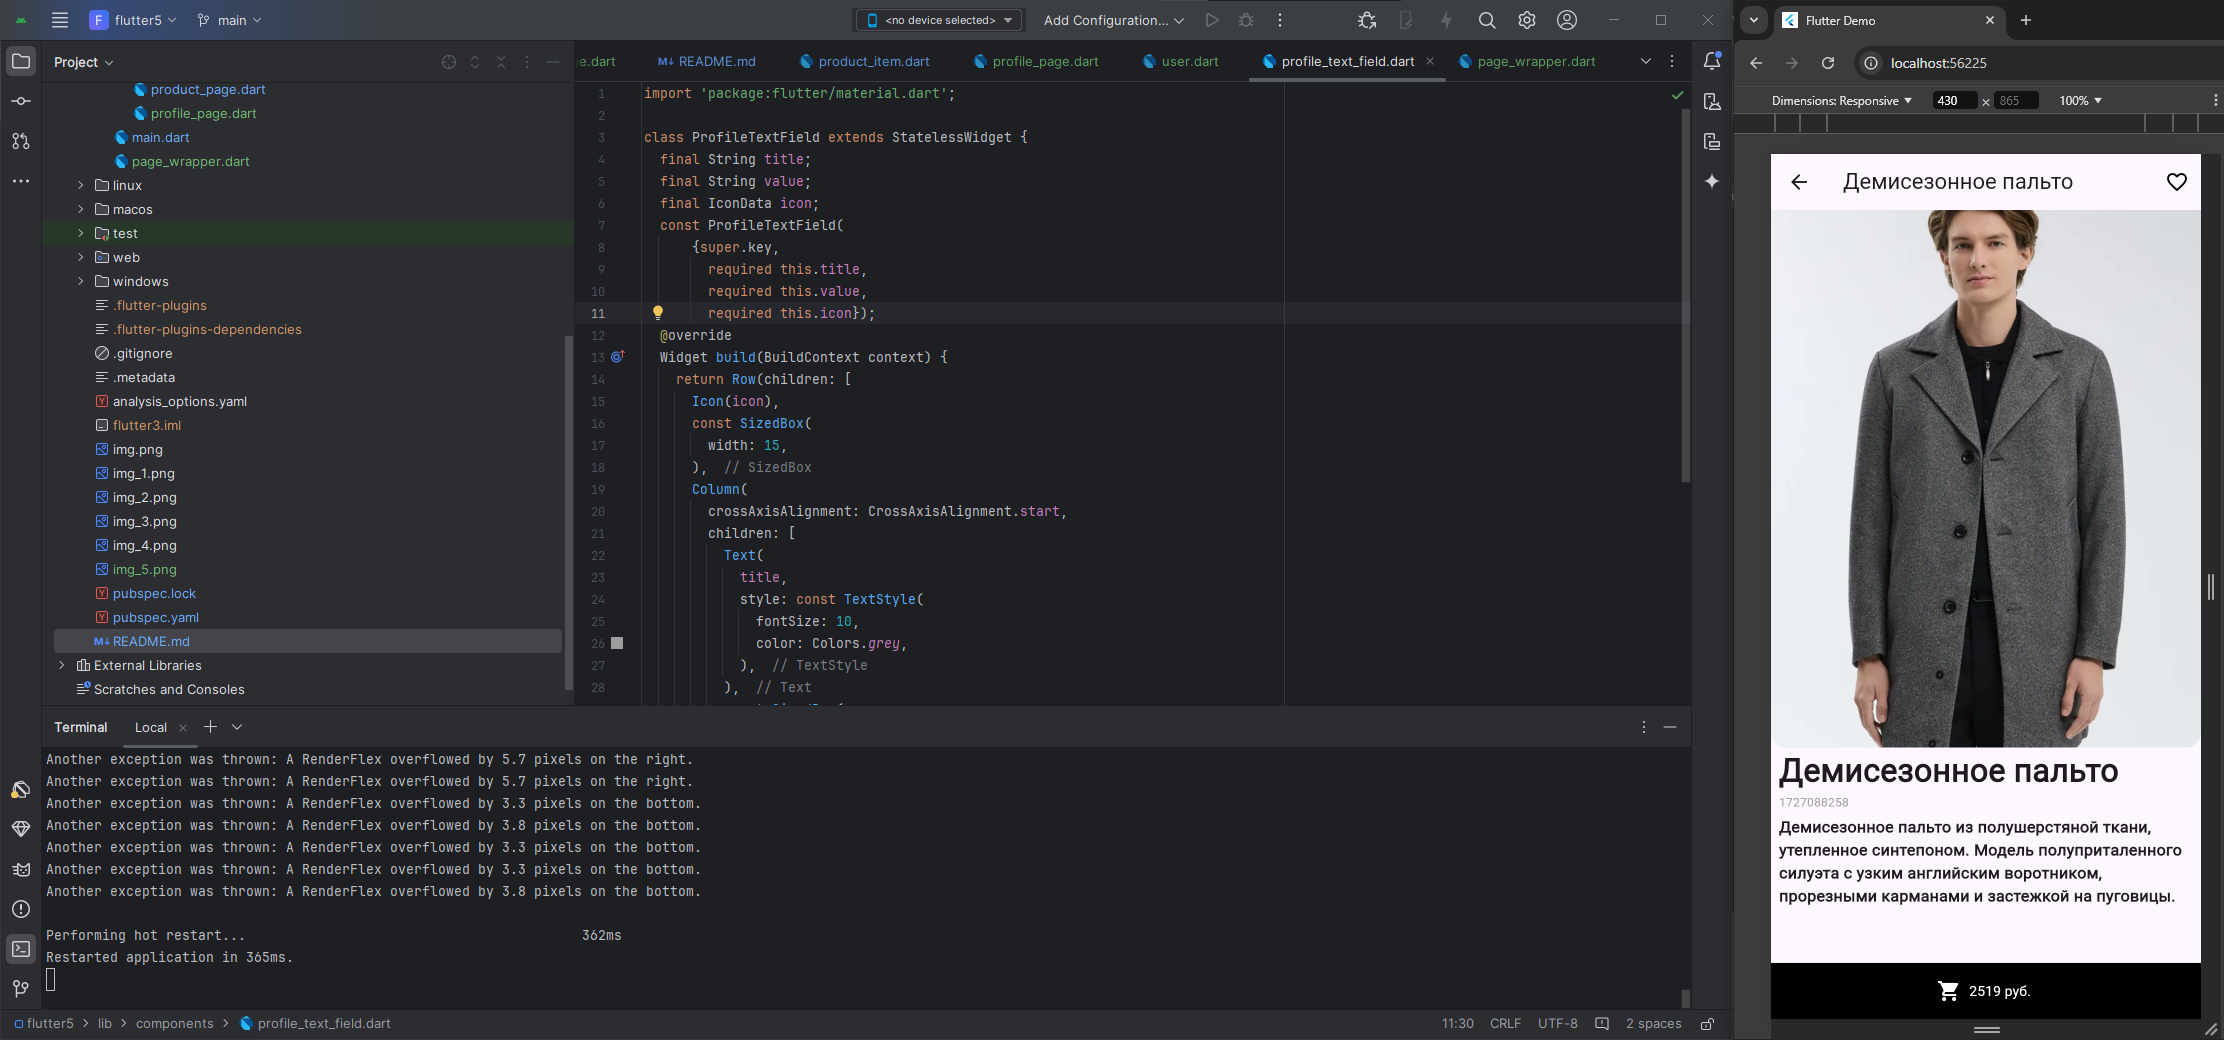 flutter5
main
<no device selected>
Add Configuration...
Project
product_page.dart
profile_page.dart
main.dart
page_wrapper.dart
linux
macos
test
web
windows
.flutter-plugins
.flutter-plugins-dependencies
.gitignore
.metadata
analysis_options.yaml
flutter3.iml
img.png
img_1.png
img_2.png
img_3.png
img_4.png
img_5.png
pubspec.lock
pubspec.yaml
README.md
External Libraries
Scratches and Consoles
e.dart README.md product_item.dart profile_page.dart user.dart profile_text_field.dart page_wrapper.dart
1 import 'package:flutter/material.dart';
2
3 class ProfileTextField extends StatelessWidget {
4 final String title;
5 final String value;
6 final IconData icon;
7 const ProfileTextField(
8 {super.key,
9 required this.title,
10 required this.value,
11 required this.icon});
12 @override
13 Widget build(BuildContext context) {
14 return Row(children: [
15 Icon(icon),
16 const SizedBox(
17 width: 15,
18 ), // SizedBox
19 Column(
20 crossAxisAlignment: CrossAxisAlignment.start,
21 children: [
22 Text(
23 title,
24 style: const TextStyle(
25 fontSize: 10,
26 color: Colors.grey,
27 ), // TextStyle
28 ), // Text
Terminal Local
Another exception was thrown: A RenderFlex overflowed by 5.7 pixels on the right.
Another exception was thrown: A RenderFlex overflowed by 5.7 pixels on the right.
Another exception was thrown: A RenderFlex overflowed by 3.3 pixels on the bottom.
Another exception was thrown: A RenderFlex overflowed by 3.8 pixels on the bottom.
Another exception was thrown: A RenderFlex overflowed by 3.3 pixels on the bottom.
Another exception was thrown: A RenderFlex overflowed by 3.3 pixels on the bottom.
Another exception was thrown: A RenderFlex overflowed by 3.8 pixels on the bottom.
Performing hot restart... 362ms
Restarted application in 365ms.
flutter5 > lib > components > profile_text_field.dart
11:30 CRLF UTF-8 2 spaces
Flutter Demo
localhost:56225
Dimensions: Responsive 430 × 865 100%
Демисезонное пальто
Демисезонное пальто
1727088258
Демисезонное пальто из полушерстяной ткани,
утепленное синтепоном. Модель полуприталенного
силуэта с узким английским воротником,
прорезными карманами и застежкой на пуговицы.
2519 руб.